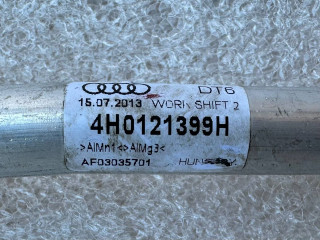 DT6
15.07.2013 WORK SHIFT 2
4H0121399H
>AlMn1<>AlMg3<
AF03035701 HUNGARY